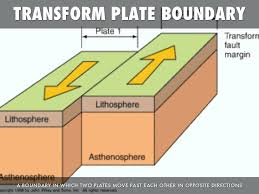 TRANSFORM PLATE BOUNDARY
Plate 1
Transform
fault
margin
Lithosphere
Lithosphere
Asthenosphere
Asthenosphere
A BOUNDARY IN WHICH TWO PLATES MOVE PAST EACH OTHER IN OPPOSITE DIRECTIONS